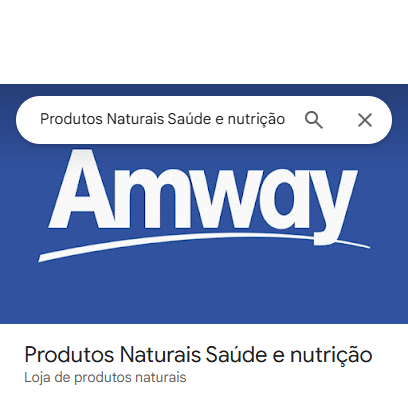 Produtos Naturais Saúde e nutrição
Amway
Produtos Naturais Saúde e nutrição
Loja de produtos naturais